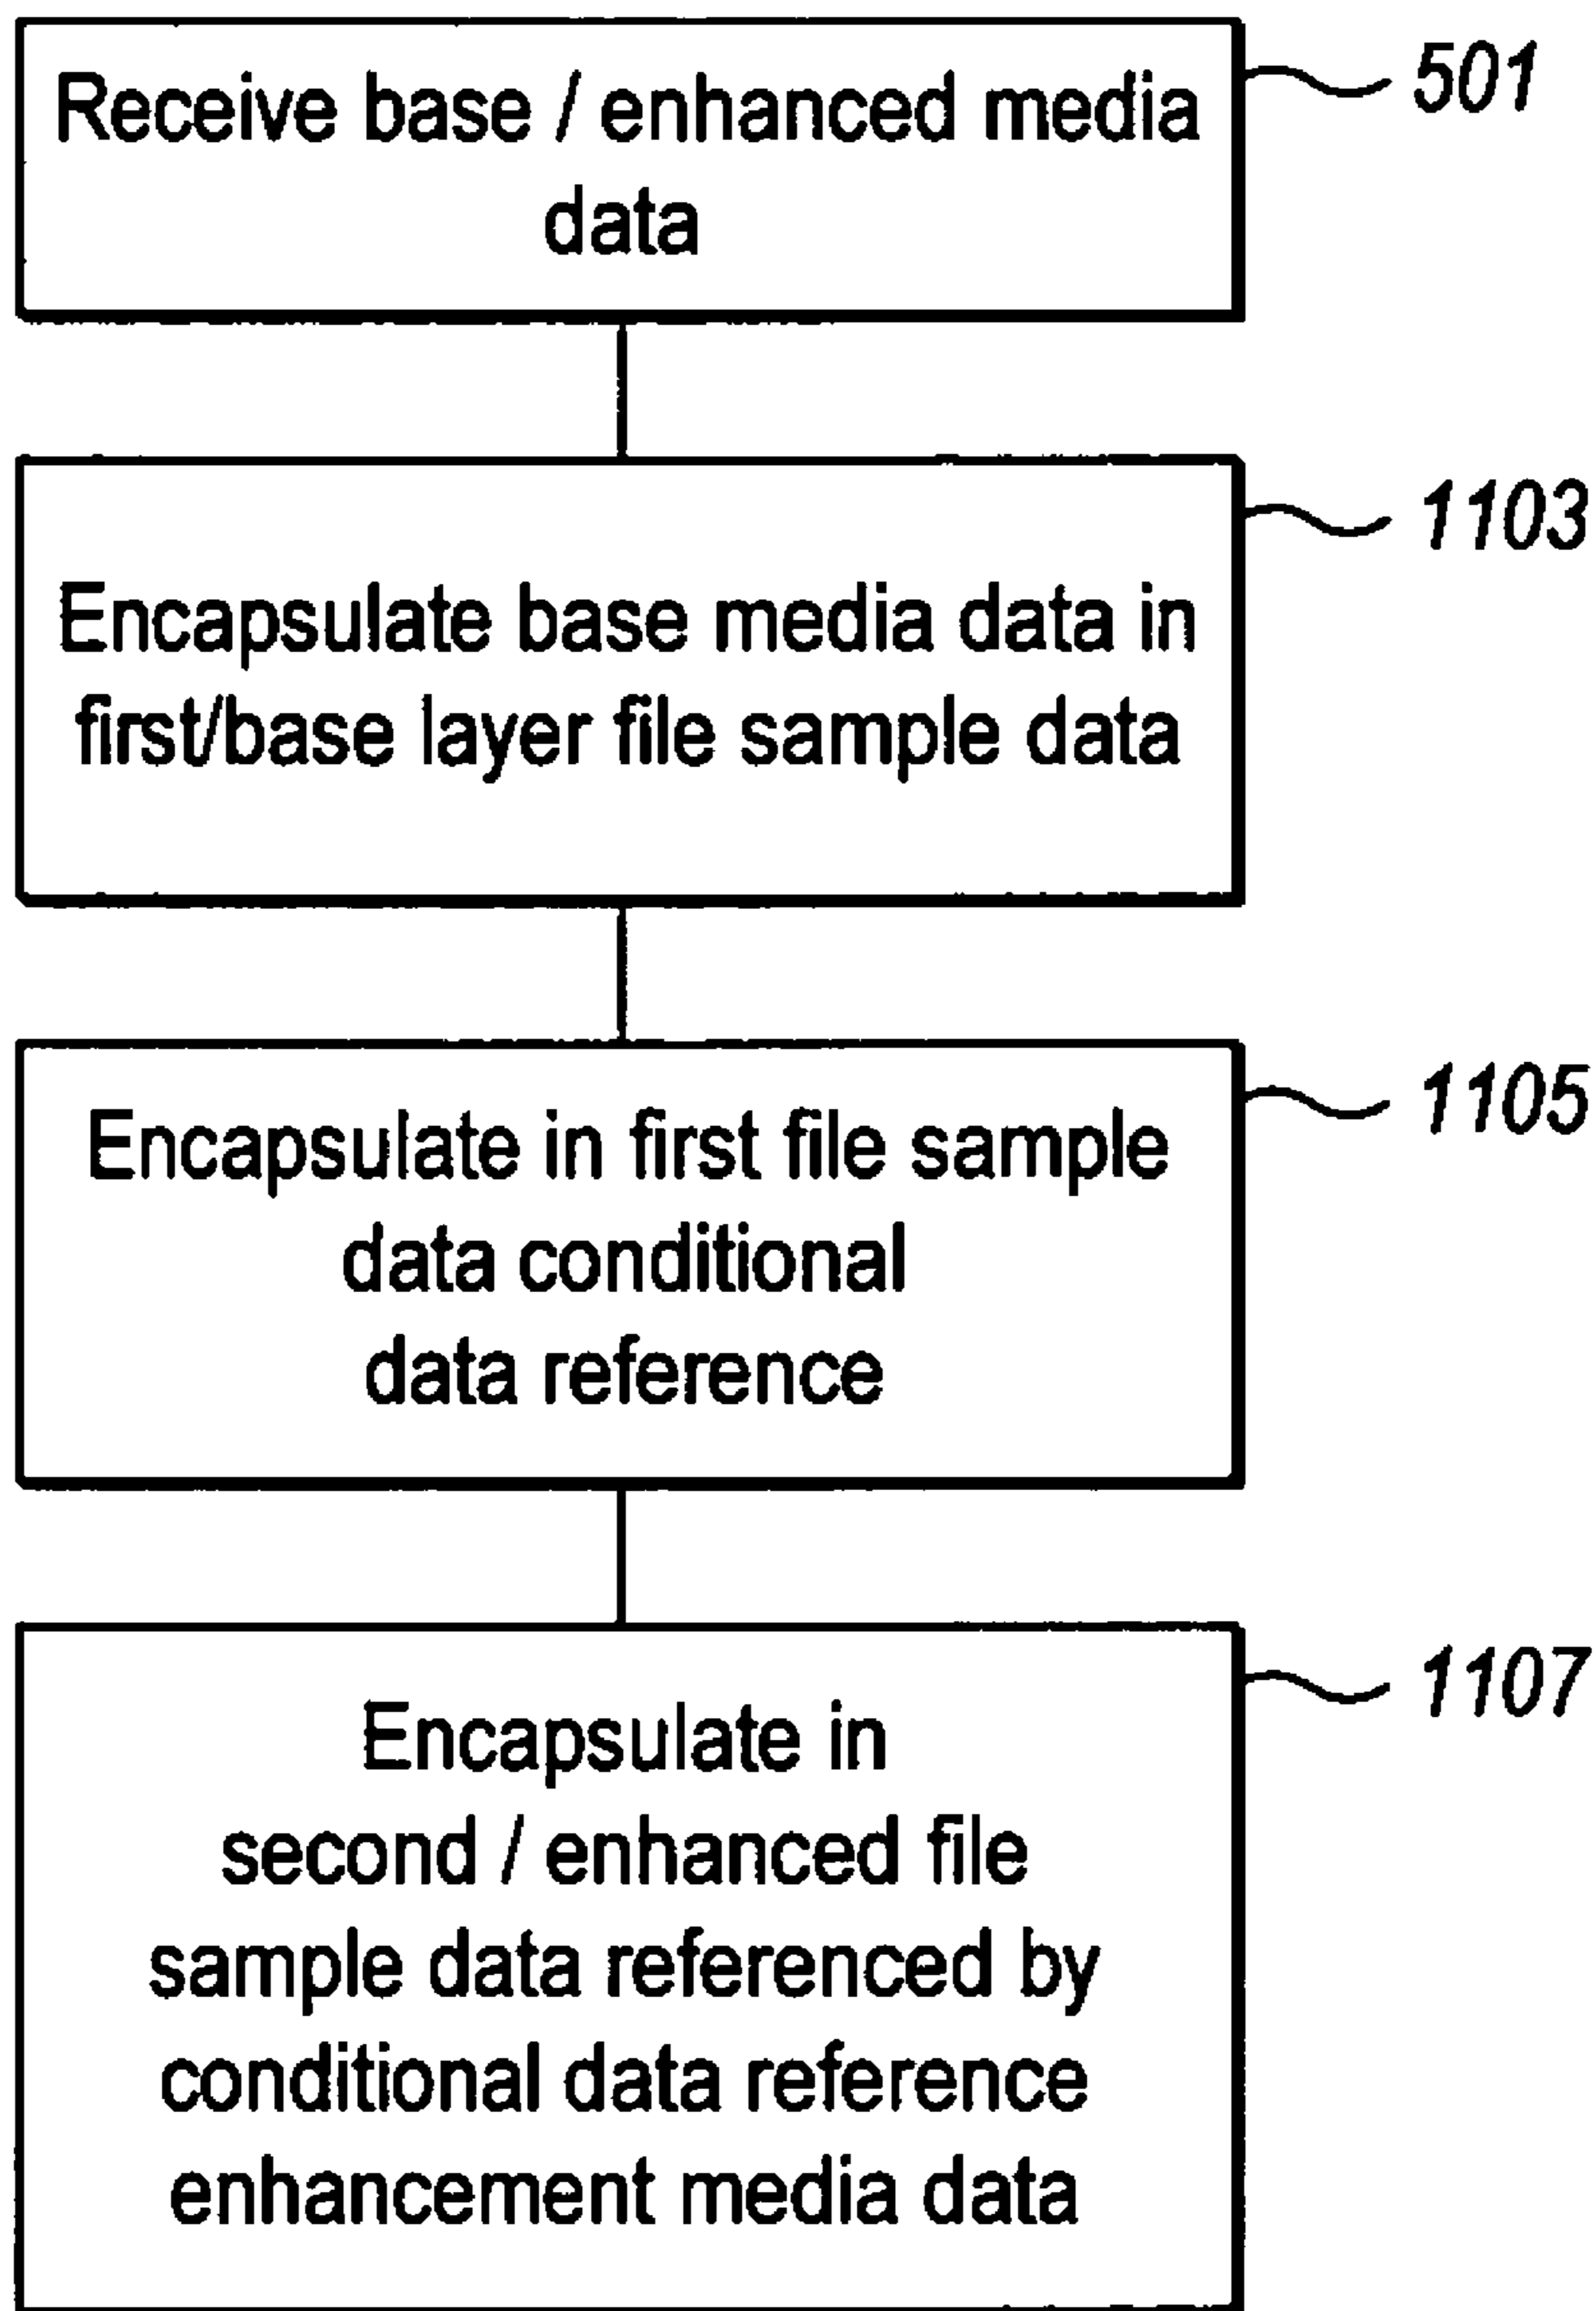 Receive base / enhanced media
data
501
Encapsulate base media data in
first/base layer file sample data
1103
Encapsulate in first file sample
data conditional
data reference
1105
Encapsulate in
second / enhanced file
sample data referenced by
conditional data reference
enhancement media data
1107